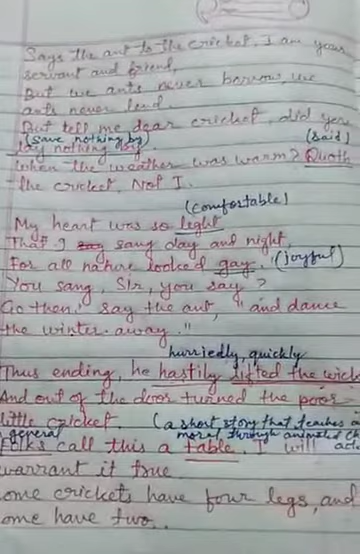 Says the ant to the cricket, I am your
servant and friend,
But we ants never borrow, we
ants never lend.
But tell me dear cricket, did you
(save nothing by) (said)
lay nothing by
when the weather was warm? Quoth
the cricket, Not I.
(comfortable)
My heart was so light
That I sang day and night,
For all nature looked gay. (joyful)
You sang, Sir, you say?
Go then," say the ant, "and dance
the winter away."
hurriedly, quickly
Thus ending, he hastily lifted the wick
And out of the door turned the poor
little cricket. (a short story that teaches a
general moral through animated ch
Folks call this a fable. I will
warrant it true
ome crickets have four legs, and
ome have two.